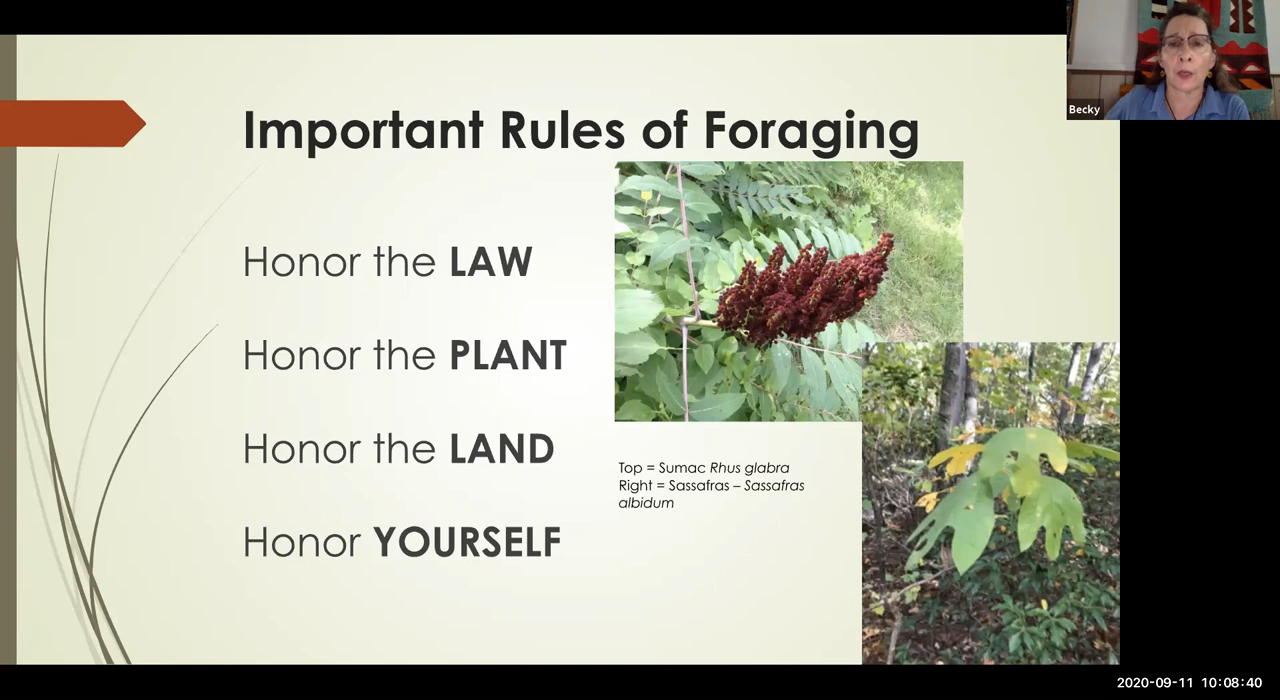 Important Rules of Foraging
Becky
Honor the LAW
Honor the PLANT
Honor the LAND
Honor YOURSELF
Top = Sumac Rhus glabra
Right = Sassafras – Sassafras
albidum
2020-09-11 10:08:40